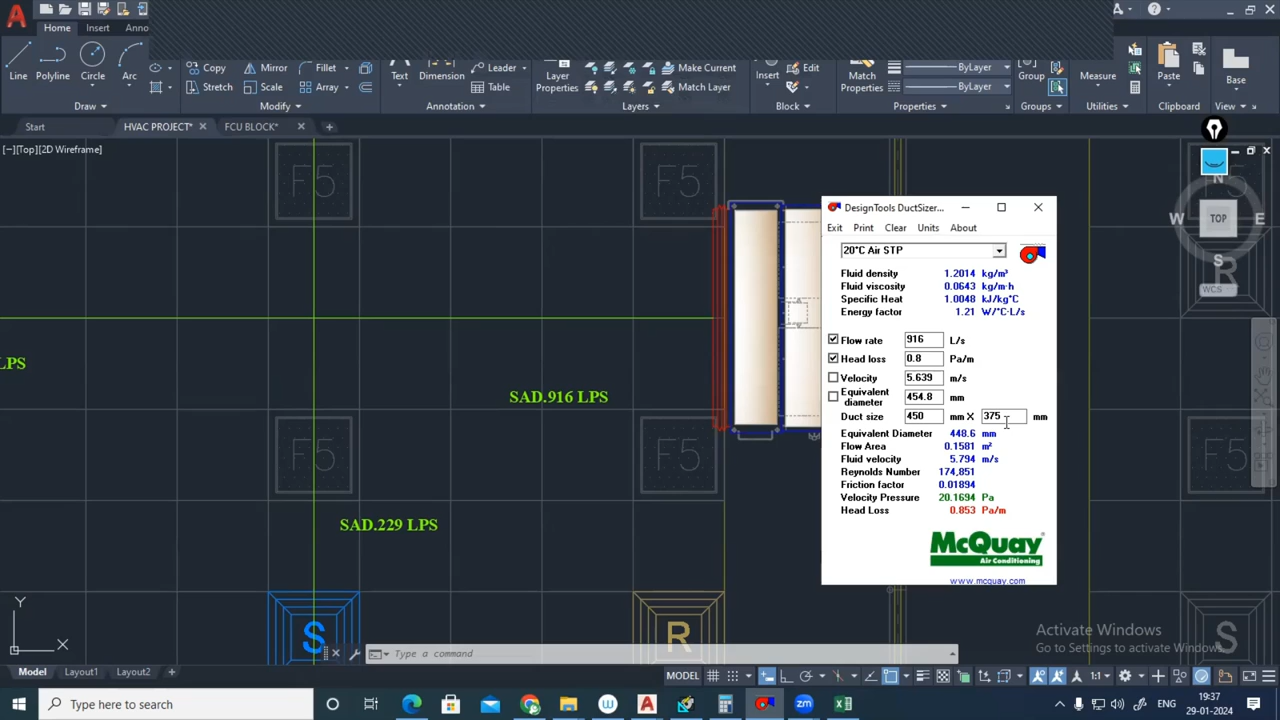 Home Insert Anno
Line Polyline Circle Arc
Copy Mirror Fillet
Stretch Scale Array
Text Dimension Leader
Table
Layer Properties
Make Current
Match Layer
Insert
Edit
Match Properties
ByLayer
ByLayer
Group
Measure
Paste
Base
Draw Modify Annotation Layers Block Properties Groups Utilities Clipboard View
Start HVAC PROJECT* FCU BLOCK*
[−][Top][2D Wireframe]
F5 F5
N
W TOP E
S
WCS
R
DesignTools DuctSizer...
Exit Print Clear Units About
20°C Air STP
Fluid density 1.2014 kg/m³
Fluid viscosity 0.0643 kg/m·h
Specific Heat 1.0048 kJ/kg°C
Energy factor 1.21 W/°C·L/s
Flow rate 916 L/s
Head loss 0.8 Pa/m
Velocity 5.639 m/s
Equivalent diameter 454.8 mm
Duct size 450 mm X 375 mm
Equivalent Diameter 448.6 mm
Flow Area 0.1581 m²
Fluid velocity 5.794 m/s
Reynolds Number 174,851
Friction factor 0.01894
Velocity Pressure 20.1694 Pa
Head Loss 0.853 Pa/m
McQuay
Air Conditioning
www.mcquay.com
LPS
SAD.916 LPS
F5 F5 F5
SAD.229 LPS
S R S
Y
X
Type a command
Activate Windows
Go to Settings to activate Windows.
Model Layout1 Layout2
MODEL
1:1
Type here to search
ENG
19:37
29-01-2024